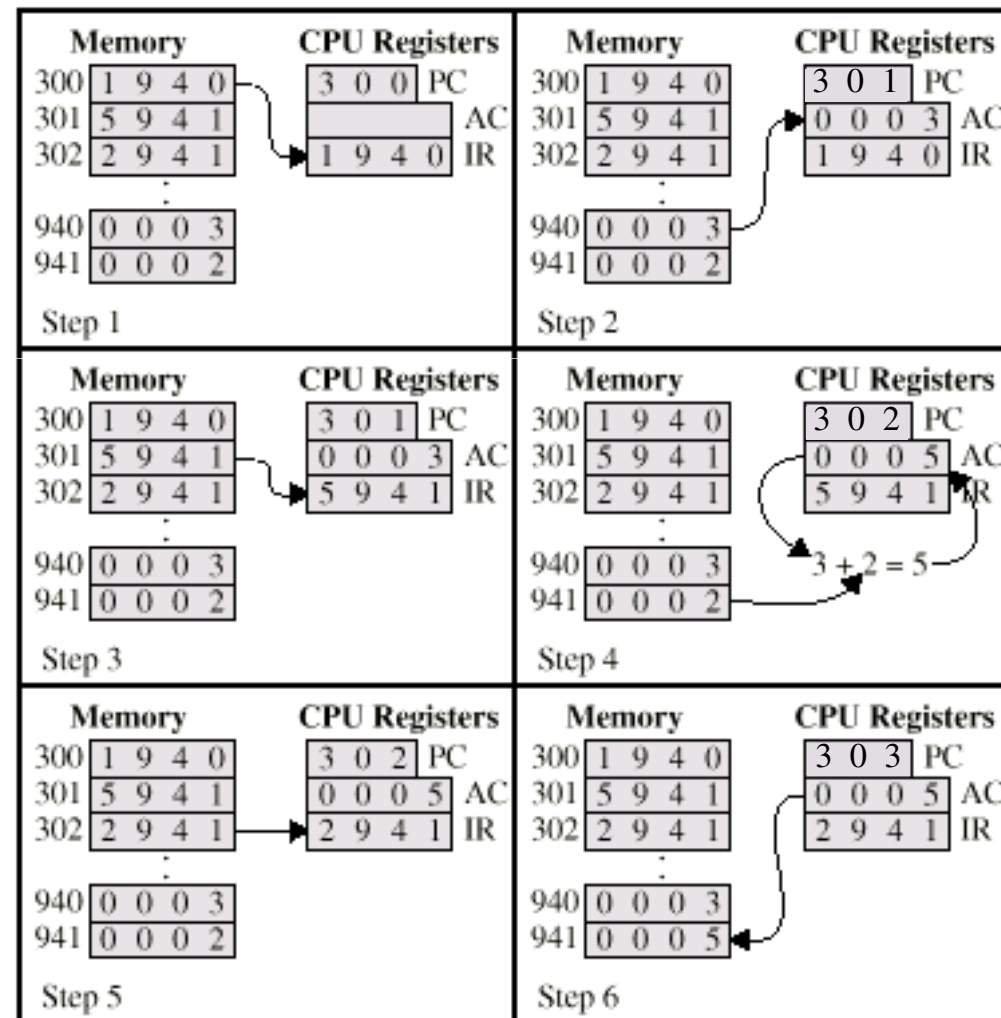 Memory CPU Registers
300 1 9 4 0 3 0 0 PC
301 5 9 4 1 AC
302 2 9 4 1 1 9 4 0 IR
940 0 0 0 3
941 0 0 0 2
Step 1
Memory CPU Registers
300 1 9 4 0 3 0 1 PC
301 5 9 4 1 0 0 0 3 AC
302 2 9 4 1 1 9 4 0 IR
940 0 0 0 3
941 0 0 0 2
Step 2
Memory CPU Registers
300 1 9 4 0 3 0 1 PC
301 5 9 4 1 0 0 0 3 AC
302 2 9 4 1 5 9 4 1 IR
940 0 0 0 3
941 0 0 0 2
Step 3
Memory CPU Registers
300 1 9 4 0 3 0 2 PC
301 5 9 4 1 0 0 0 5 AC
302 2 9 4 1 5 9 4 1 IR
940 0 0 0 3 3 + 2 = 5
941 0 0 0 2
Step 4
Memory CPU Registers
300 1 9 4 0 3 0 2 PC
301 5 9 4 1 0 0 0 5 AC
302 2 9 4 1 2 9 4 1 IR
940 0 0 0 3
941 0 0 0 2
Step 5
Memory CPU Registers
300 1 9 4 0 3 0 3 PC
301 5 9 4 1 0 0 0 5 AC
302 2 9 4 1 2 9 4 1 IR
940 0 0 0 3
941 0 0 0 5
Step 6